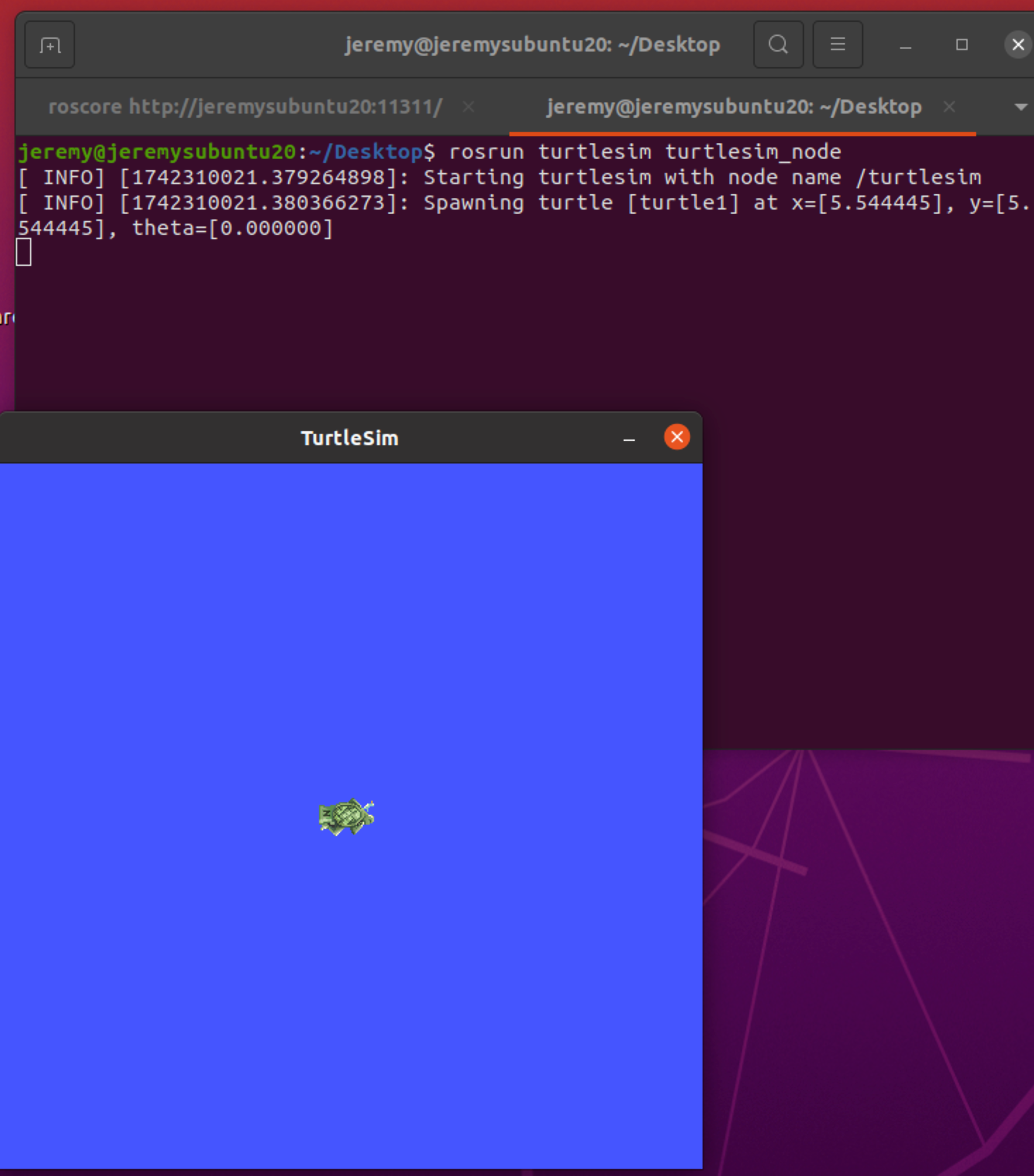 jeremy@jeremysubuntu20: ~/Desktop
roscore http://jeremysubuntu20:11311/
jeremy@jeremysubuntu20: ~/Desktop
jeremy@jeremysubuntu20:~/Desktop$ rosrun turtlesim turtlesim_node
[ INFO] [1742310021.379264898]: Starting turtlesim with node name /turtlesim
[ INFO] [1742310021.380366273]: Spawning turtle [turtle1] at x=[5.544445], y=[5.
544445], theta=[0.000000]
TurtleSim